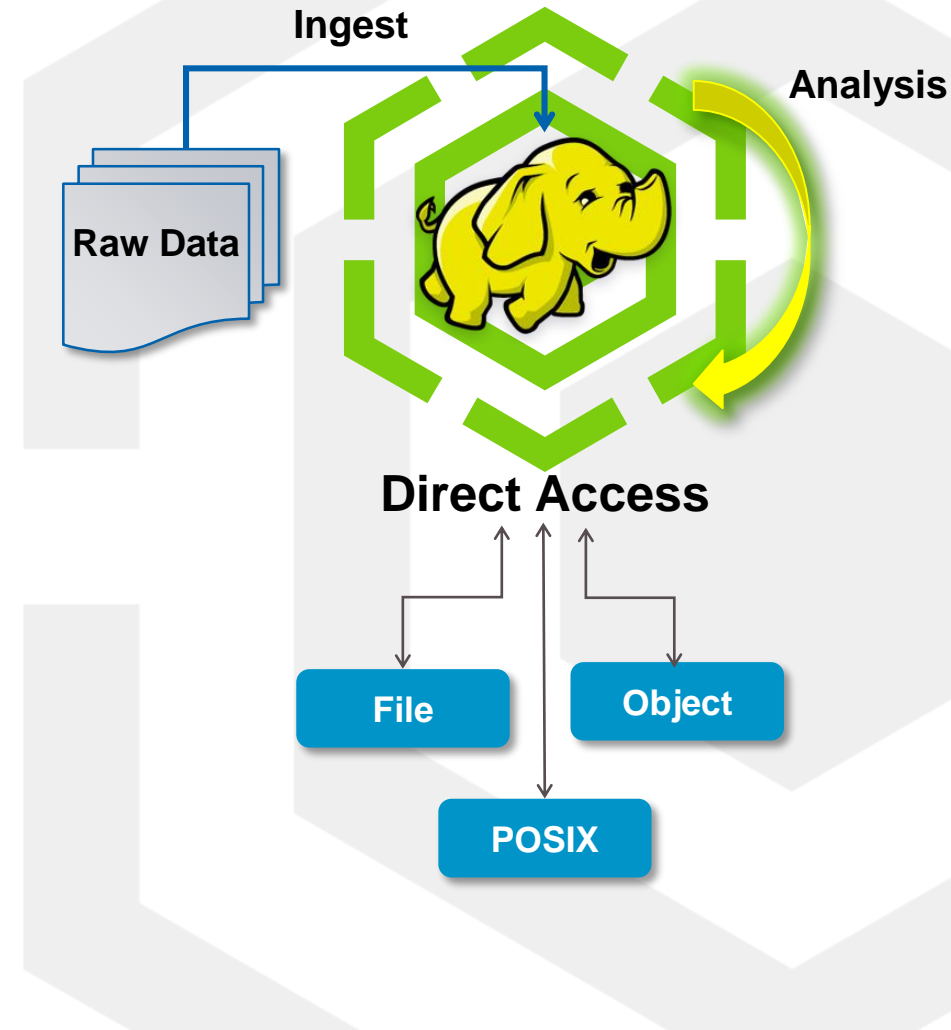 Ingest
Analysis
Raw Data
Direct Access
File
Object
POSIX